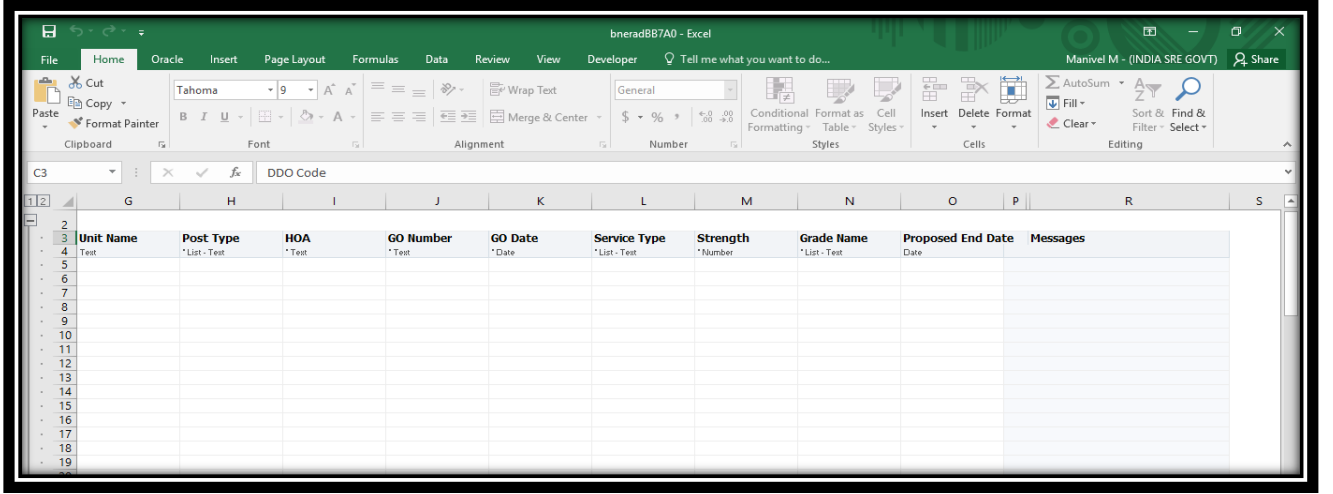 bneradBB7A0 - Excel
File Home Oracle Insert Page Layout Formulas Data Review View Developer Tell me what you want to do... Manivel M - (INDIA SRE GOVT) Share
Cut
Copy
Format Painter
Paste
Clipboard
Tahoma 9 A A
B I U A
Font
Wrap Text
Merge & Center
Alignment
General
$ % ,
Number
Conditional Formatting
Format as Table
Cell Styles
Styles
Insert Delete Format
Cells
AutoSum
Fill
Clear
Sort & Filter
Find & Select
Editing
C3 fx DDO Code
1 2 G H I J K L M N O P R S
2
3 Unit Name Post Type HOA GO Number GO Date Service Type Strength Grade Name Proposed End Date Messages
4 Text * List - Text * Text * Text * Date * List - Text * Number * List - Text Date
5
6
7
8
9
10
11
12
13
14
15
16
17
18
19